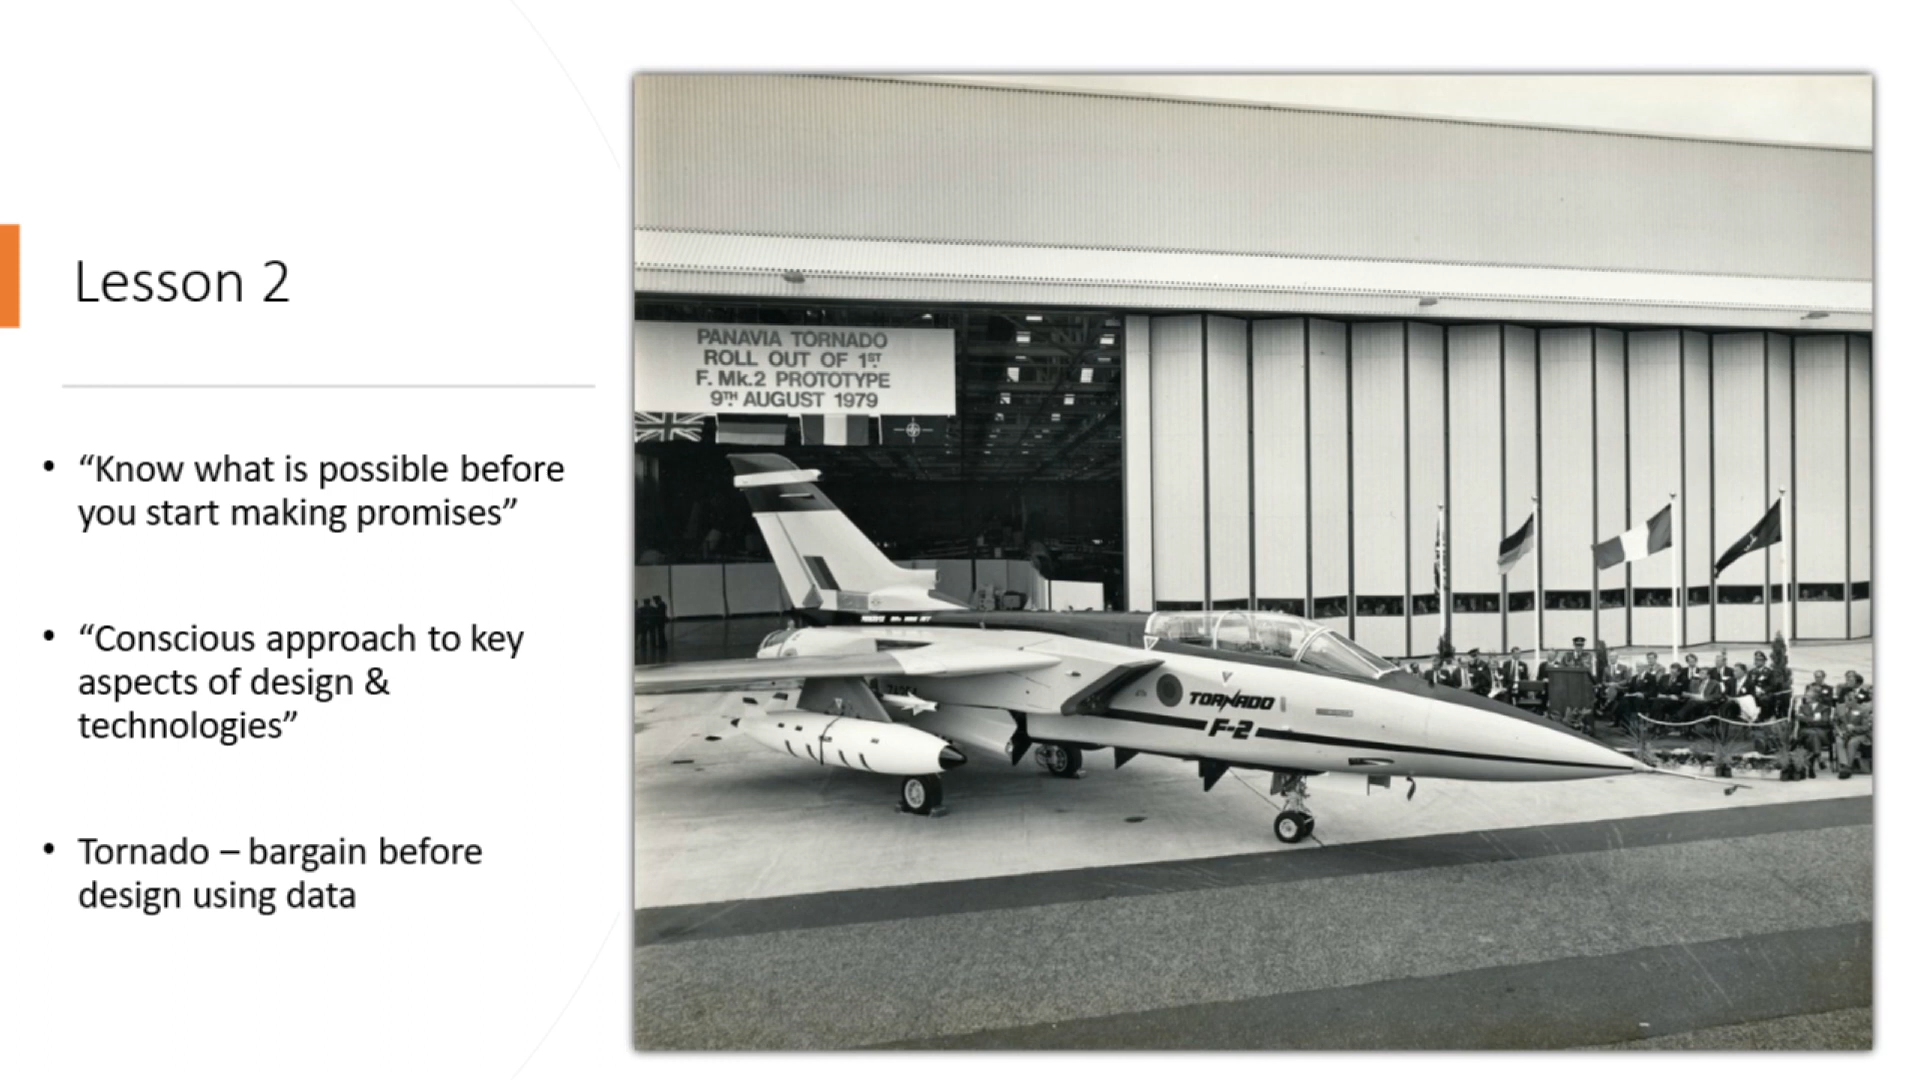 Lesson 2
• “Know what is possible before
you start making promises”
• “Conscious approach to key
aspects of design &
technologies”
• Tornado – bargain before
design using data
PANAVIA TORNADO
ROLL OUT OF 1ST
F. Mk.2 PROTOTYPE
9TH AUGUST 1979
TORNADO
F-2